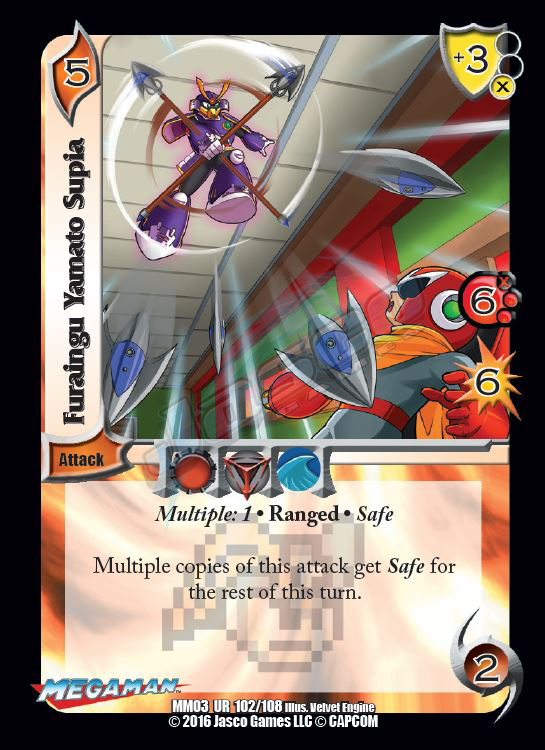 5
+3
X
Furaingu Yamato Supia
6
6
Attack
Multiple: 1 • Ranged • Safe
Multiple copies of this attack get Safe for
the rest of this turn.
2
MEGAMAN™
MM03 UR 102/108 Illus. Velvet Engine
© 2016 Jasco Games LLC © CAPCOM